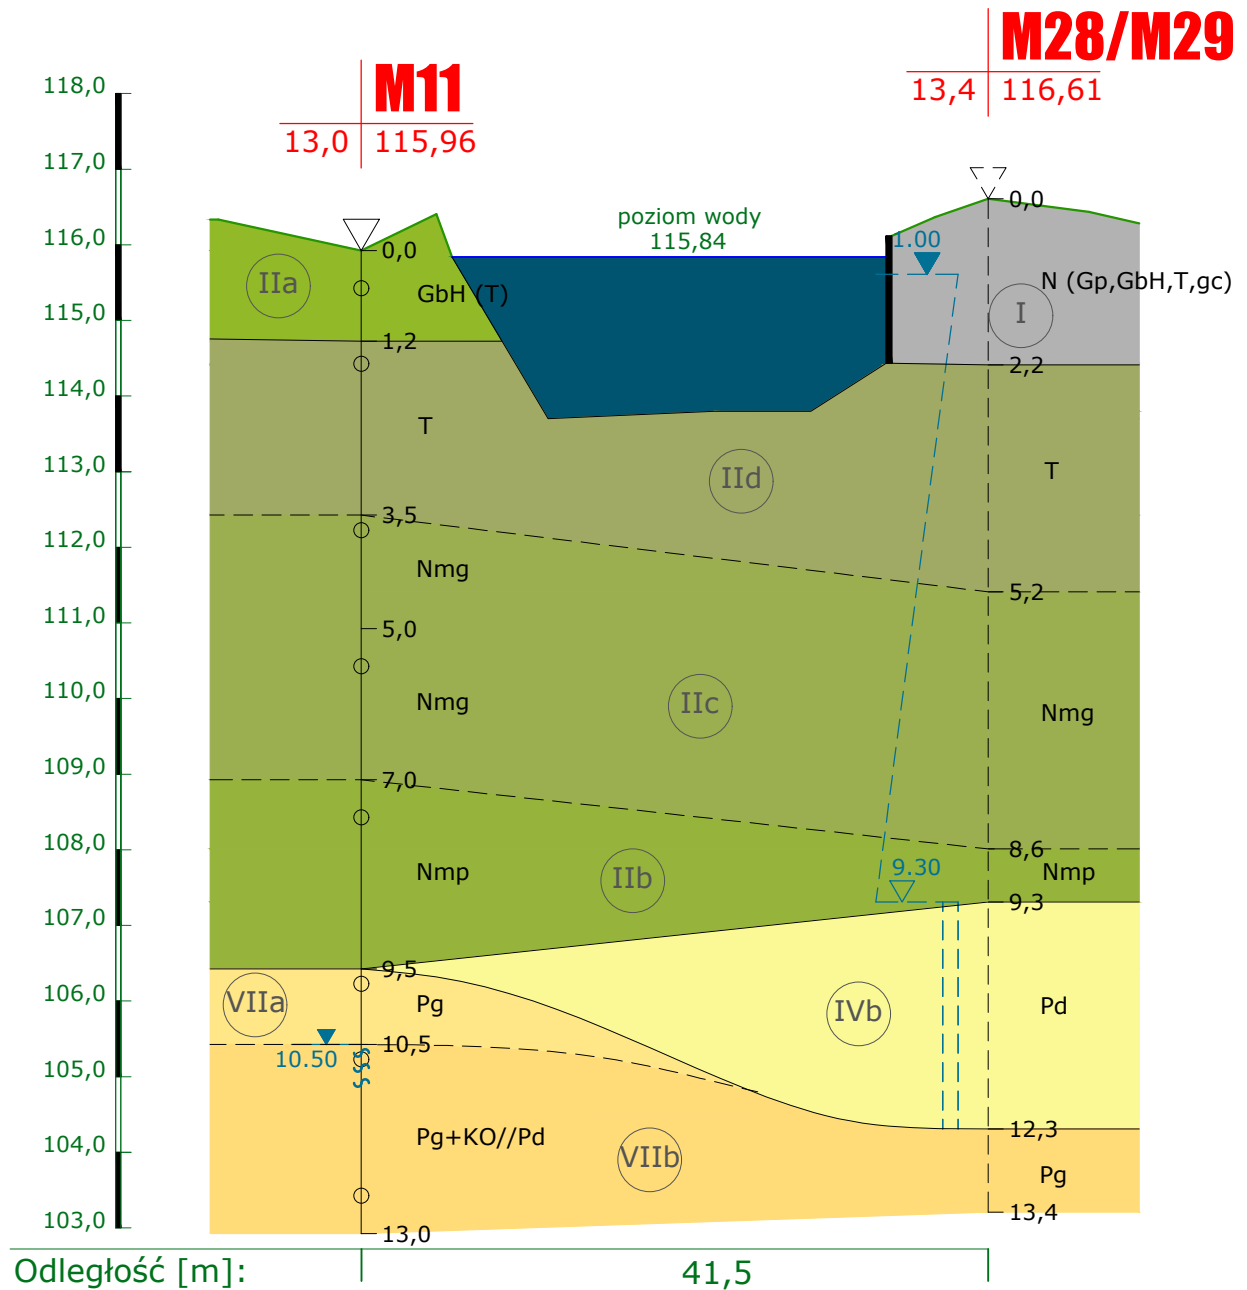 M28/M29
13,4 116,61
M11
13,0 115,96
118,0
117,0
116,0
115,0
114,0
113,0
112,0
111,0
110,0
109,0
108,0
107,0
106,0
105,0
104,0
103,0
poziom wody
115,84
0,0
1,2
3,5
5,0
7,0
9,5
10,5
13,0
IIa
GbH (T)
T
Nmg
Nmg
Nmp
VIIa
Pg
10.50
Pg+KO//Pd
IId
IIc
IIb
IVb
VIIb
1.00
9.30
0,0
2,2
5,2
8,6
9,3
12,3
13,4
N (Gp,GbH,T,gc)
I
T
Nmg
Nmp
Pd
Pg
Odległość [m]: 41,5